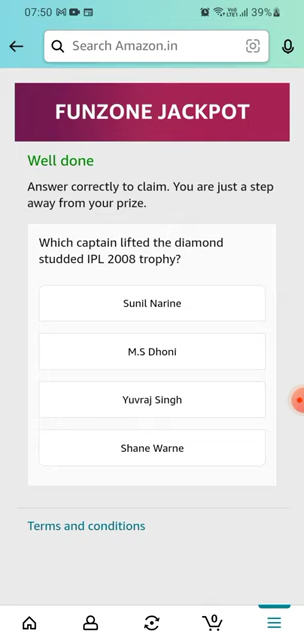 07:50 39%
Search Amazon.in
FUNZONE JACKPOT
Well done
Answer correctly to claim. You are just a step
away from your prize.
Which captain lifted the diamond
studded IPL 2008 trophy?
Sunil Narine
M.S Dhoni
Yuvraj Singh
Shane Warne
Terms and conditions
0